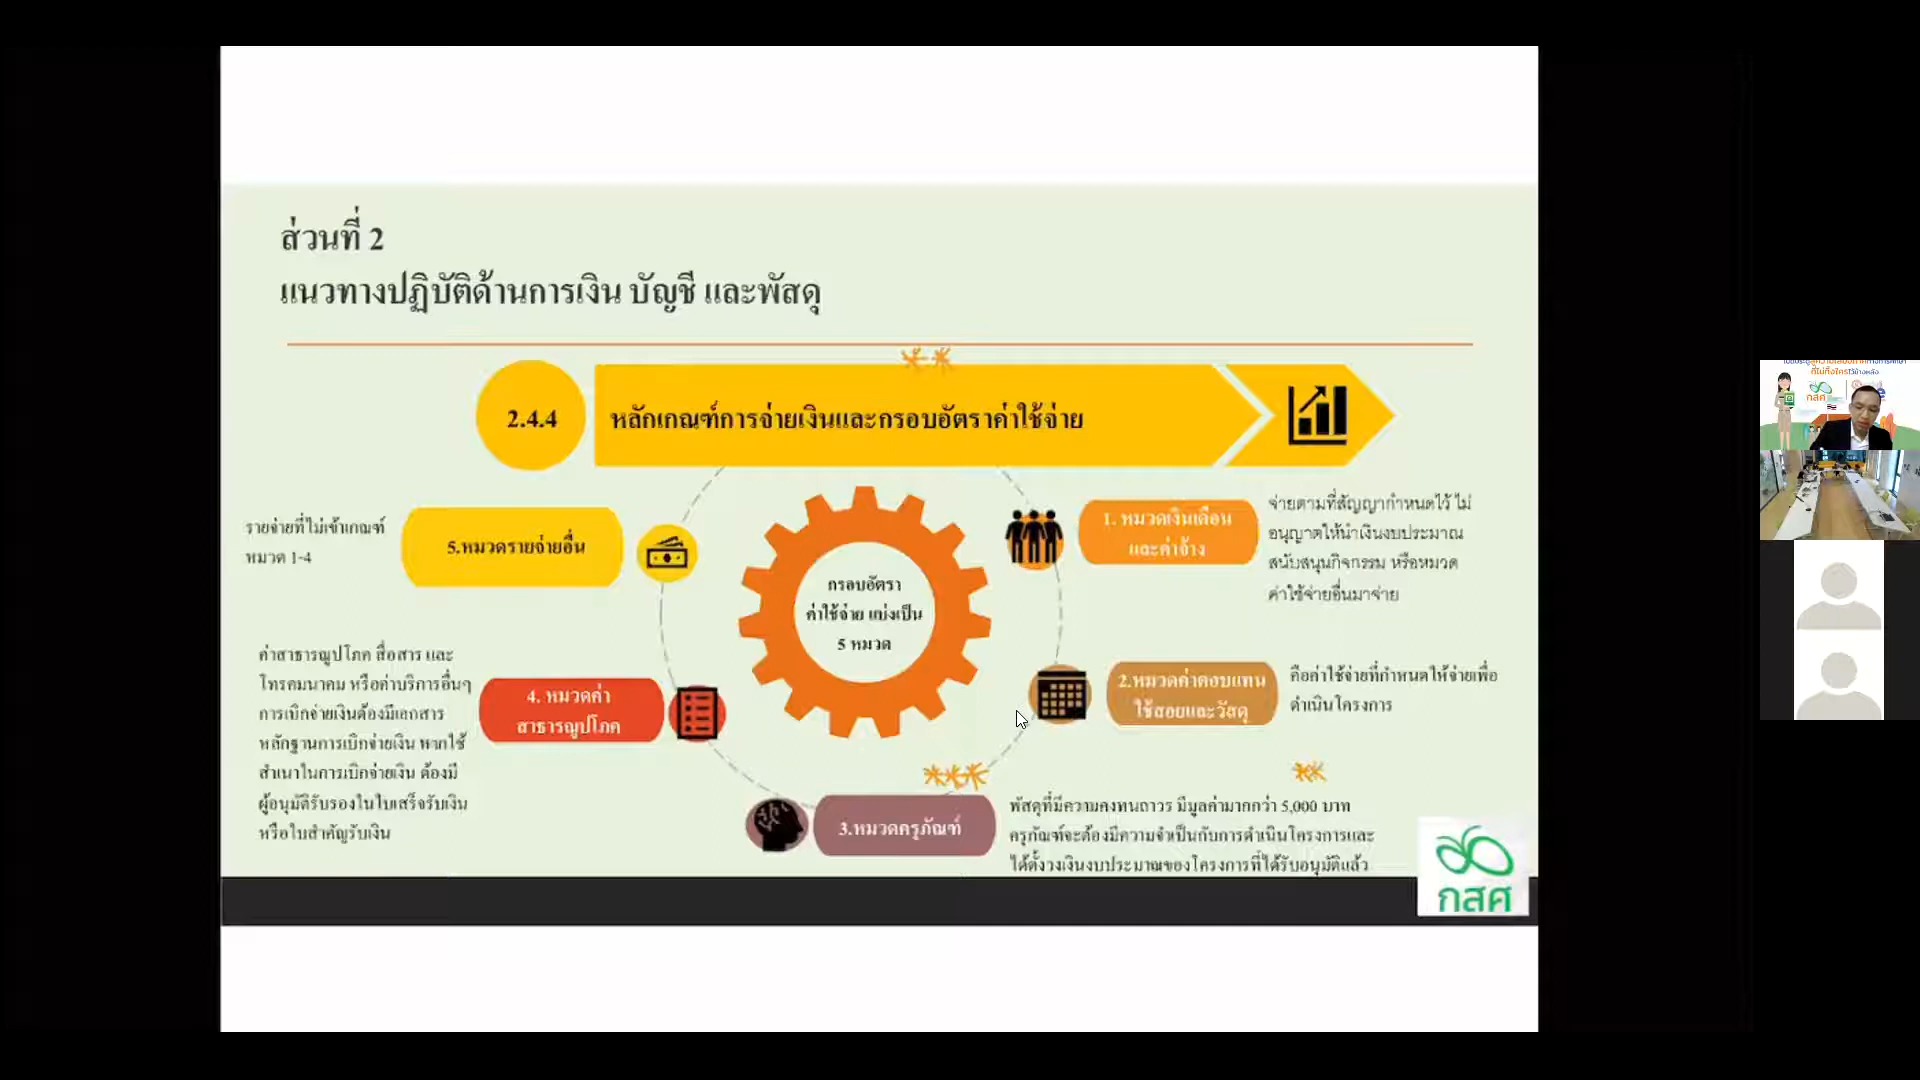 ส่วนที่ 2
แนวทางปฏิบัติด้านการเงิน บัญชี และพัสดุ
2.4.4
หลักเกณฑ์การจ่ายเงินและกรอบอัตราค่าใช้จ่าย
กรอบอัตรา
ค่าใช้จ่าย แบ่งเป็น
5 หมวด
1. หมวดเงินเดือน
และค่าจ้าง
จ่ายตามที่สัญญากำหนดไว้ ไม่
อนุญาตให้นำเงินงบประมาณ
สนับสนุนกิจกรรม หรือหมวด
ค่าใช้จ่ายอื่นมาจ่าย
2.หมวดค่าตอบแทน
ใช้สอยและวัสดุ
คือค่าใช้จ่ายที่กำหนดให้จ่ายเพื่อ
ดำเนินโครงการ
3.หมวดครุภัณฑ์
พัสดุที่มีความคงทนถาวร มีมูลค่ามากกว่า 5,000 บาท
ครุภัณฑ์จะต้องมีความจำเป็นกับการดำเนินโครงการและ
ได้ตั้งวงเงินงบประมาณของโครงการที่ได้รับอนุมัติแล้ว
4. หมวดค่า
สาธารณูปโภค
ค่าสาธารณูปโภค สื่อสาร และ
โทรคมนาคม หรือค่าบริการอื่นๆ
การเบิกจ่ายเงินต้องมีเอกสาร
หลักฐานการเบิกจ่ายเงิน หากใช้
สำเนาในการเบิกจ่ายเงิน ต้องมี
ผู้อนุมัติรับรองในใบเสร็จรับเงิน
หรือใบสำคัญรับเงิน
5.หมวดรายจ่ายอื่น
รายจ่ายที่ไม่เข้าเกณฑ์
หมวด 1-4
กสศ
ที่ไม่ทิ้งใครไว้ข้างหลัง
กสศ